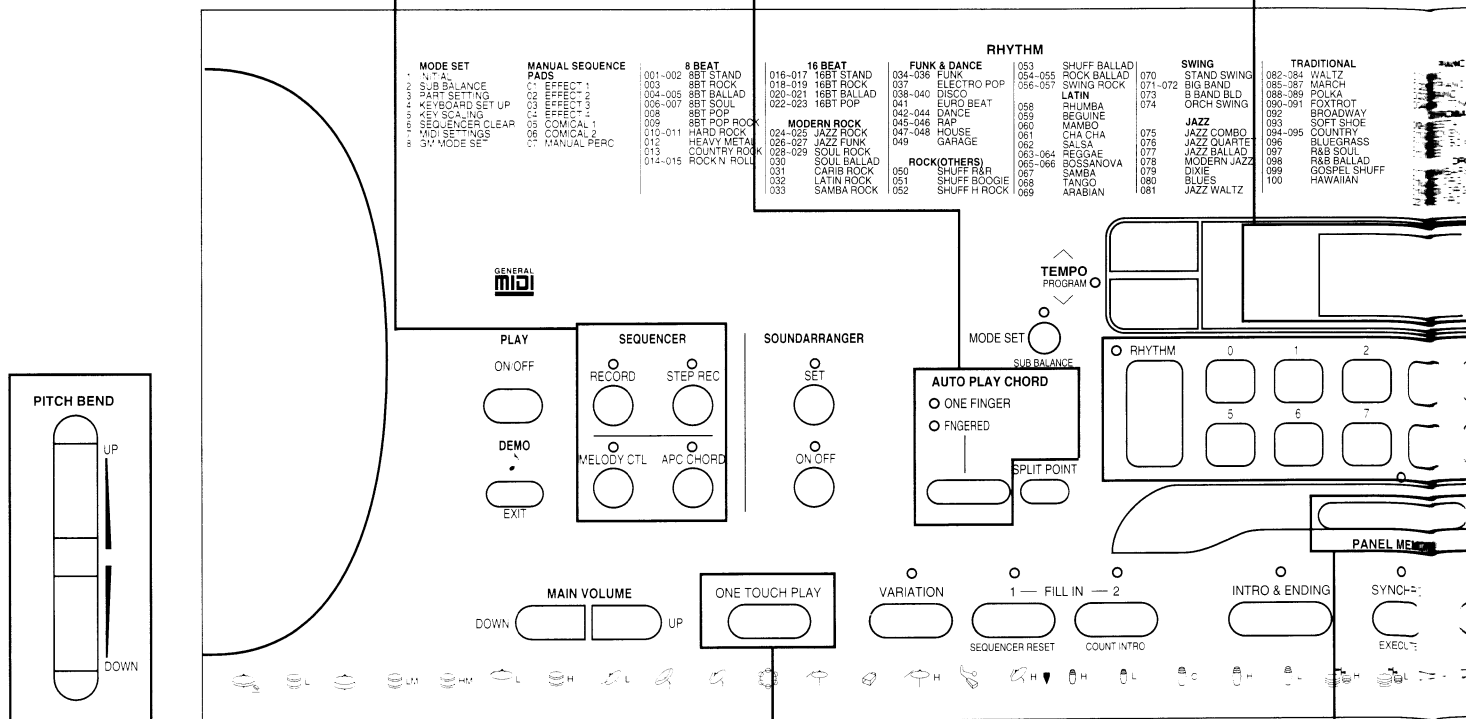 RHYTHM
MODE SET
1 INITIAL
2 SUB BALANCE
3 PART SETTING
4 KEYBOARD SET UP
5 KEY SCALING
6 SEQUENCER CLEAR
7 MIDI SETTINGS
8 GM MODE SET
MANUAL SEQUENCE
PADS
01 EFFECT 1
02 EFFECT 2
03 EFFECT 3
04 EFFECT 4
05 COMICAL 1
06 COMICAL 2
07 MANUAL PERC
8 BEAT
001~002 8BT STAND
003 8BT ROCK
004~005 8BT BALLAD
006~007 8BT SOUL
008 8BT POP
009 8BT POP ROCK
010~011 HARD ROCK
012 HEAVY METAL
013 COUNTRY ROCK
014~015 ROCK N ROLL
16 BEAT
016~017 16BT STAND
018~019 16BT ROCK
020~021 16BT BALLAD
022~023 16BT POP
MODERN ROCK
024~025 JAZZ ROCK
026~027 JAZZ FUNK
028~029 SOUL ROCK
030 SOUL BALLAD
031 CARIB ROCK
032 LATIN ROCK
033 SAMBA ROCK
FUNK & DANCE
034~036 FUNK
037 ELECTRO POP
038~040 DISCO
041 EURO BEAT
042~044 DANCE
045~046 RAP
047~048 HOUSE
049 GARAGE
ROCK(OTHERS)
050 SHUFF R&R
051 SHUFF BOOGIE
052 SHUFF H ROCK
053 SHUFF BALLAD
054~055 ROCK BALLAD
056~057 SWING ROCK
LATIN
058 RHUMBA
059 BEGUINE
060 MAMBO
061 CHA CHA
062 SALSA
063~064 REGGAE
065~066 BOSSANOVA
067 SAMBA
068 TANGO
069 ARABIAN
SWING
070 STAND SWING
071~072 BIG BAND
073 B BAND BLD
074 ORCH SWING
JAZZ
075 JAZZ COMBO
076 JAZZ QUARTET
077 JAZZ BALLAD
078 MODERN JAZZ
079 DIXIE
080 BLUES
081 JAZZ WALTZ
TRADITIONAL
082~084 WALTZ
085~087 MARCH
088~089 POLKA
090~091 FOXTROT
092 BROADWAY
093 SOFT SHOE
094~095 COUNTRY
096 BLUEGRASS
097 R&B SOUL
098 R&B BALLAD
099 GOSPEL SHUFF
100 HAWAIIAN
GENERAL
MIDI
TEMPO
PROGRAM
PLAY
ON/OFF
DEMO
EXIT
SEQUENCER
RECORD STEP REC
MELODY CTL APC CHORD
SOUNDARRANGER
SET
ON OFF
MODE SET
SUB BALANCE
AUTO PLAY CHORD
ONE FINGER
FNGERED
SPLIT POINT
RHYTHM 0 1 2
5 6 7
PITCH BEND
UP
DOWN
PANEL
MAIN VOLUME
DOWN UP
ONE TOUCH PLAY
VARIATION
1 — FILL IN — 2
SEQUENCER RESET COUNT INTRO
INTRO & ENDING
L LM HM L H L H H H L C H L H L